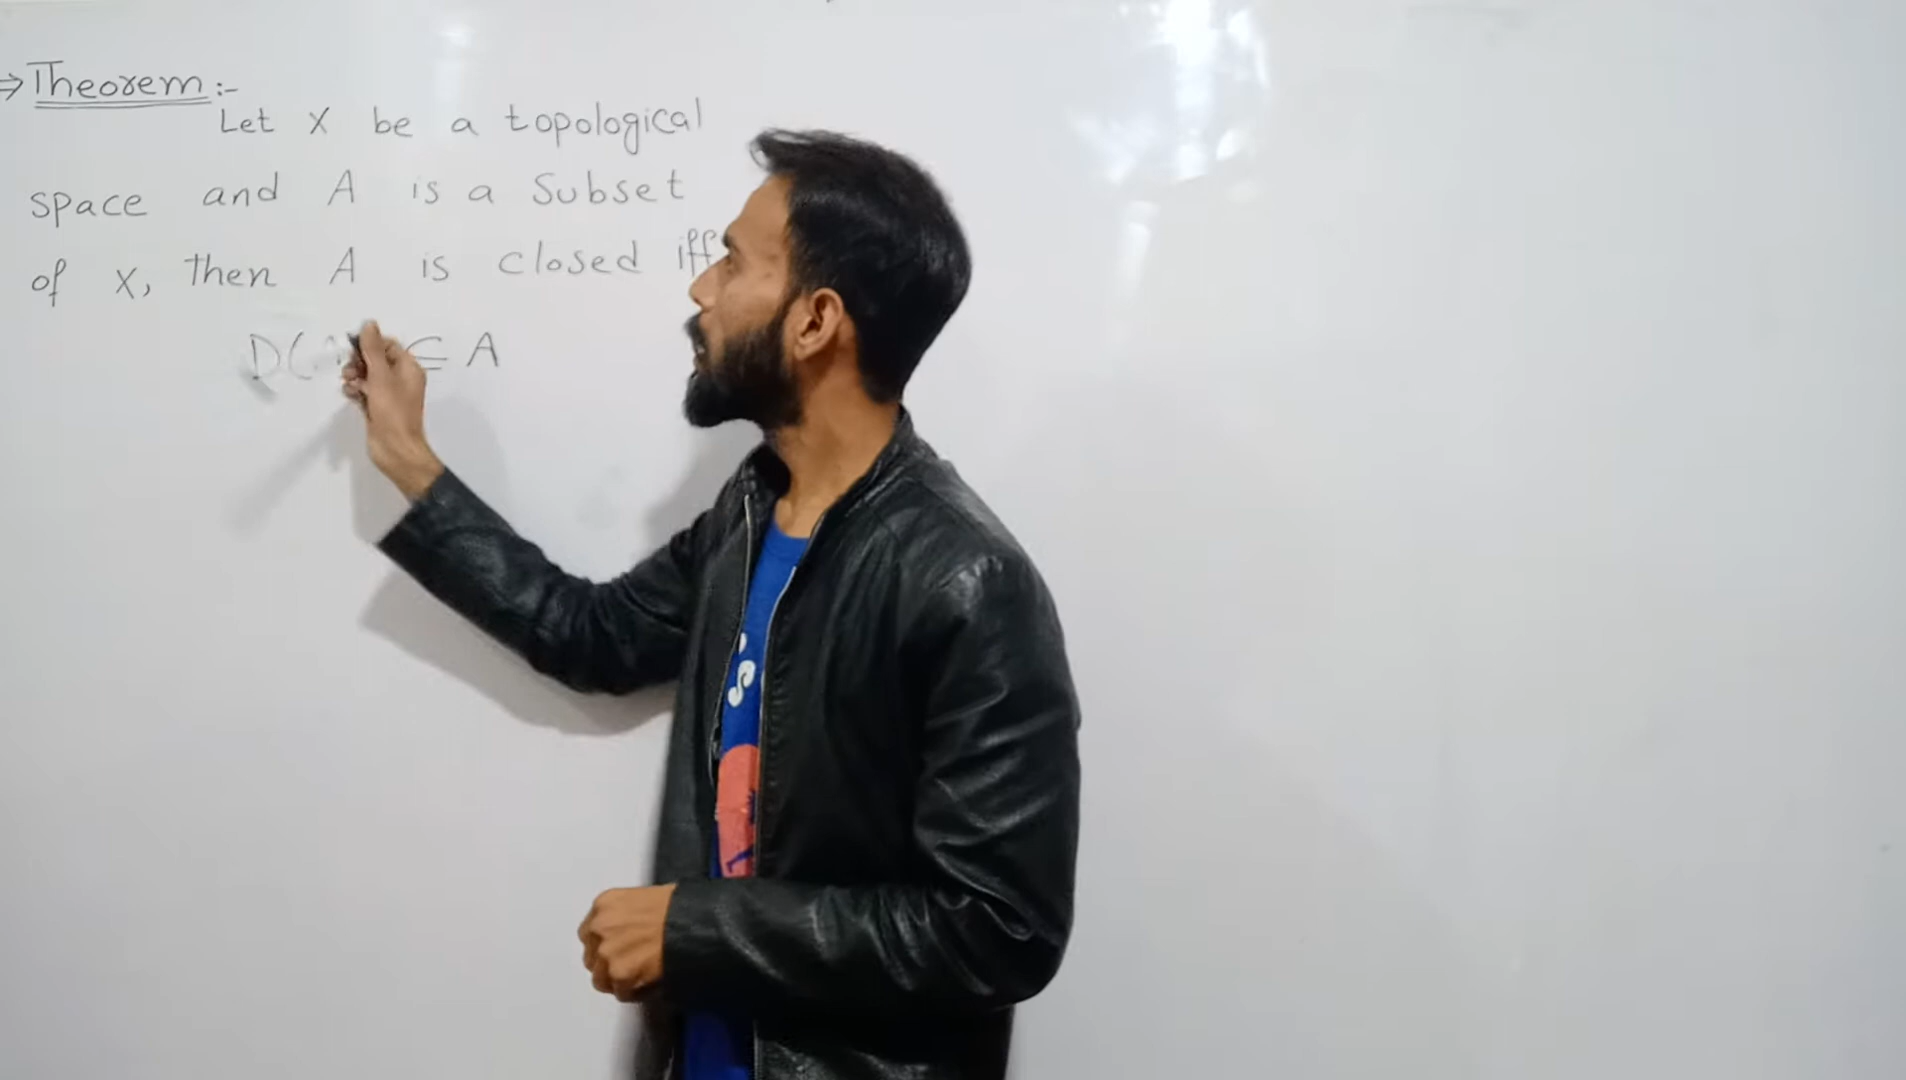 ⇒ Theorem :-
Let X be a topological
space and A is a Subset
of X, then A is closed iff
D( ⊆ A